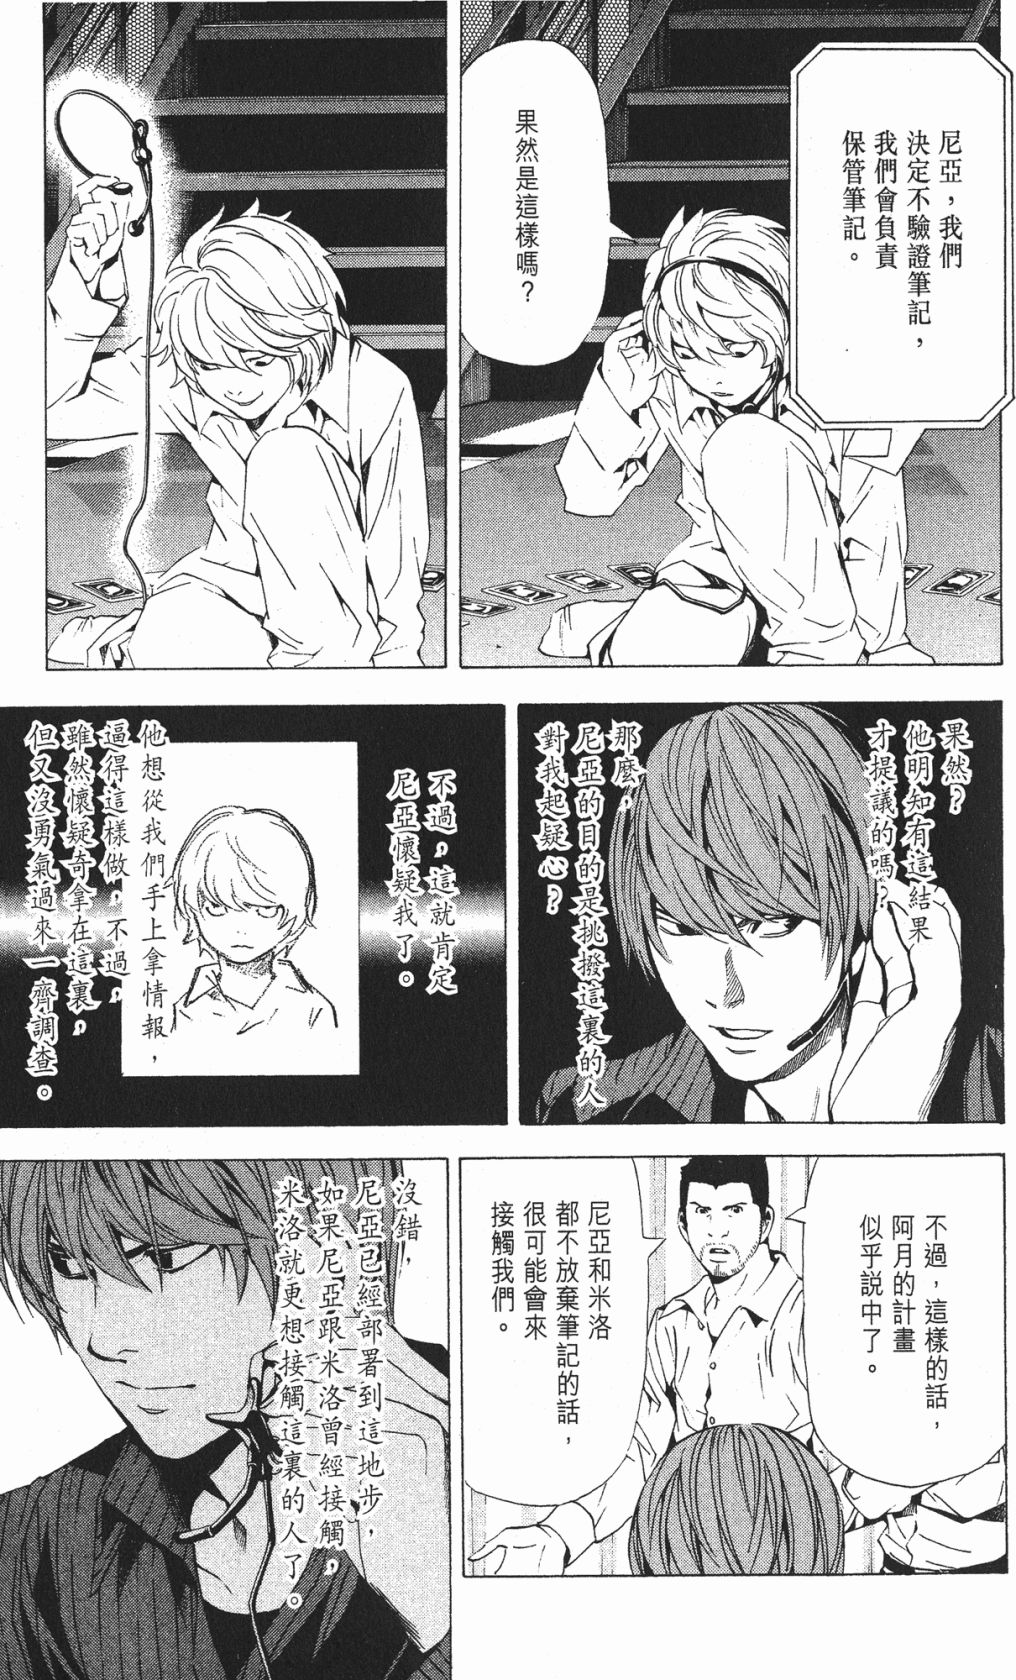 尼亞，我們
決定不驗證筆記，
我們會負責
保管筆記。
果然是這樣嗎？
果然？
他明知有這結果
才提議的嗎？
那麼，
尼亞的目的是挑撥這裏的人
對我起疑心？
不過，這就肯定
尼亞懷疑我了。
他想從我們手上拿情報，
逼得這樣做，不過，
雖然懷疑奇拿在這裏，
但又沒勇氣過來一齊調查。
不過，這樣的話，
阿月的計畫
似乎說中了。
尼亞和米洛
都不放棄筆記的話，
很可能會來
接觸我們。
沒錯，
尼亞已經部署到這地步，
如果尼亞跟米洛曾經接觸，
米洛就更想接觸這裏的人了。